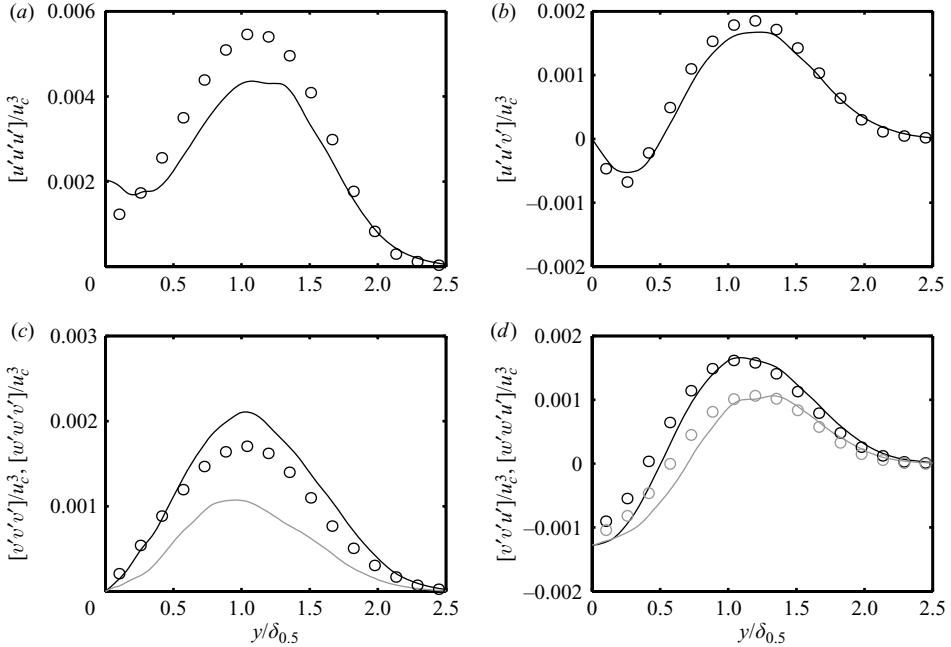 (a)
0.006
0.004
0.002
[u′u′u′]/u_c^3
0 0.5 1.0 1.5 2.0 2.5
(b)
0.002
0.001
0
−0.001
−0.002
[u′u′v′]/u_c^3
0 0.5 1.0 1.5 2.0 2.5
(c)
0.003
0.002
0.001
[v′v′v′]/u_c^3, [w′w′v′]/u_c^3
0 0.5 1.0 1.5 2.0 2.5
y/δ_0.5
(d)
0.002
0.001
0
−0.001
−0.002
[v′v′u′]/u_c^3, [w′w′u′]/u_c^3
0 0.5 1.0 1.5 2.0 2.5
y/δ_0.5